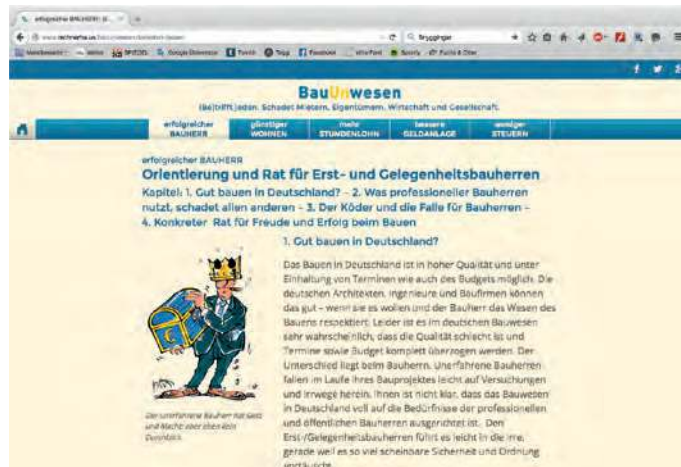 erfolgreicher BAUHERR
SPIEGEL
Facebook
BauUnwesen
(Be)trifft jeden. Schadet Mietern, Eigentümern, Wirtschaft und Gesellschaft.
erfolgreicher BAUHERR
günstiger WOHNEN
mehr STUNDENLOHN
bessere GELDANLAGE
weniger STEUERN
erfolgreicher BAUHERR
Orientierung und Rat für Erst- und Gelegenheitsbauherren
Kapitel: 1. Gut bauen in Deutschland? – 2. Was professioneller Bauherren
nutzt, schadet allen anderen – 3. Der Köder und die Falle für Bauherren –
4. Konkreter Rat für Freude und Erfolg beim Bauen
1. Gut bauen in Deutschland?
Das Bauen in Deutschland ist in hoher Qualität und unter
Einhaltung von Terminen wie auch des Budgets möglich. Die
deutschen Architekten, Ingenieure und Baufirmen können
das gut – wenn sie es wollen und der Bauherr das Wesen des
Bauens respektiert. Leider ist es im deutschen Bauwesen
sehr wahrscheinlich, dass die Qualität schlecht ist und
Termine sowie Budget komplett überzogen werden. Der
Unterschied liegt beim Bauherrn. Unerfahrene Bauherren
fallen im Laufe ihres Bauprojektes leicht auf Versuchungen
und Irrwege herein. Ihnen ist nicht klar, dass das Bauwesen
in Deutschland voll auf die Bedürfnisse der professionellen
und öffentlichen Bauherren ausgerichtet ist. Den
Erst-/Gelegenheitsbauherren führt es leicht in die Irre,
gerade weil es so viel scheinbare Sicherheit und Ordnung
Der unerfahrene Bauherr hat Geld
und Macht aber eben kein